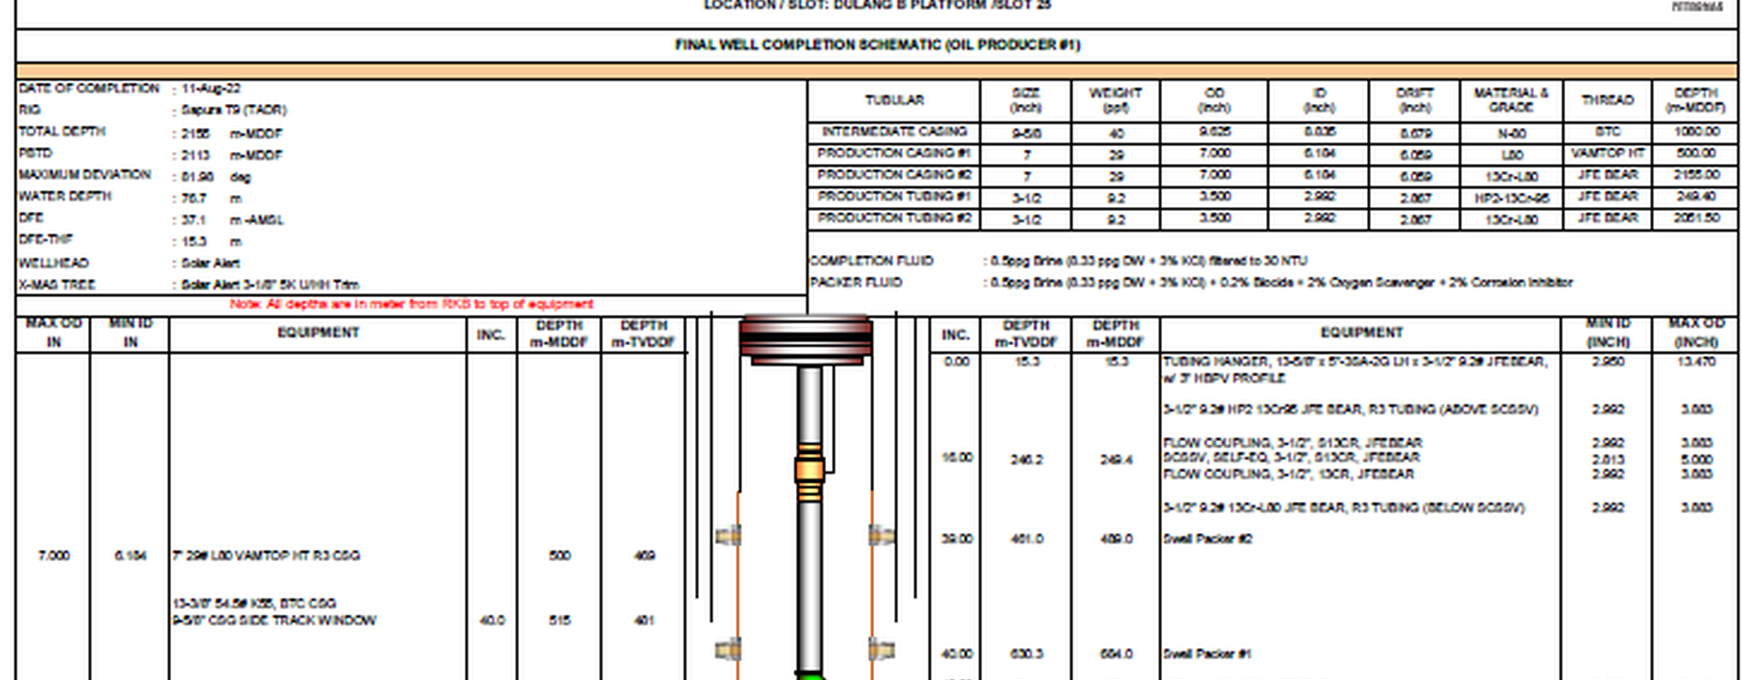 LOCATION / SLOT: DULANG B PLATFORM /SLOT 25
FINAL WELL COMPLETION SCHEMATIC (OIL PRODUCER #1)
DATE OF COMPLETION : 11-Aug-22
RIG : Sapura T9 (TADR)
TOTAL DEPTH : 2155 m-MDDF
PBTD : 2113 m-MDDF
MAXIMUM DEVIATION : 61.96 deg
WATER DEPTH : 76.7 m
DFE : 37.1 m -AMSL
DFE-THF : 15.3 m
WELLHEAD : Solar Alert
X-MAS TREE : Solar Alert 3-1/8" 5K U/HH Trim
Note: All depths are in meter from RKB to top of equipment
TUBULAR SIZE (inch) WEIGHT (ppf) OD (inch) ID (inch) DRIFT (inch) MATERIAL & GRADE THREAD DEPTH (m-MDDF)
INTERMEDIATE CASING 9-5/8 40 9.625 8.835 8.679 N-80 BTC 1080.00
PRODUCTION CASING #1 7 29 7.000 6.184 6.059 L80 VAMTOP HT 500.00
PRODUCTION CASING #2 7 29 7.000 6.184 6.059 13Cr-L80 JFE BEAR 2155.00
PRODUCTION TUBING #1 3-1/2 9.2 3.500 2.992 2.867 HP2-13Cr-95 JFE BEAR 249.40
PRODUCTION TUBING #2 3-1/2 9.2 3.500 2.992 2.867 13Cr-L80 JFE BEAR 2061.50
COMPLETION FLUID : 8.5ppg Brine (8.33 ppg DW + 3% KCl) filtered to 30 NTU
PACKER FLUID : 8.5ppg Brine (8.33 ppg DW + 3% KCl) + 0.2% Biocide + 2% Oxygen Scavenger + 2% Corrosion Inhibitor
MAX OD IN MIN ID IN EQUIPMENT INC. DEPTH m-MDDF DEPTH m-TVDDF
7.000 6.184 7" 29# L80 VAMTOP HT R3 CSG 500 469
13-3/8" 54.5# K55, BTC CSG
9-5/8" CSG SIDE TRACK WINDOW 40.0 515 481
INC. DEPTH m-TVDDF DEPTH m-MDDF EQUIPMENT MIN ID (INCH) MAX OD (INCH)
0.00 15.3 15.3 TUBING HANGER, 13-5/8" x 5"-3SA-2G LH x 3-1/2" 9.2# JFEBEAR, 2.960 13.470
w/ 3" HBPV PROFILE
3-1/2" 9.2# HP2 13Cr95 JFE BEAR, R3 TUBING (ABOVE SCSSV) 2.992 3.883
FLOW COUPLING, 3-1/2", S13CR, JFEBEAR 2.992 3.883
16.00 246.2 249.4 SCSSV, SELF-EQ, 3-1/2", S13CR, JFEBEAR 2.813 5.000
FLOW COUPLING, 3-1/2", 13CR, JFEBEAR 2.992 3.883
3-1/2" 9.2# 13Cr-L80 JFE BEAR, R3 TUBING (BELOW SCSSV) 2.992 3.883
39.00 461.0 489.0 Swell Packer #2
40.00 630.3 684.0 Swell Packer #1